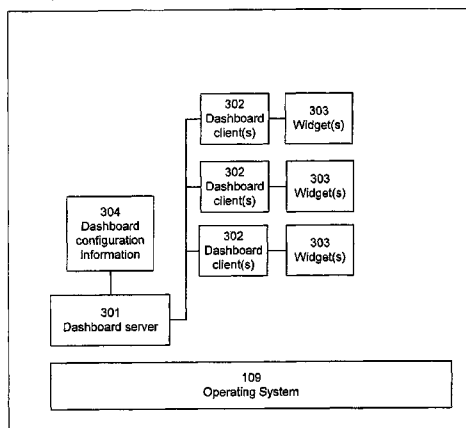 302
Dashboard
client(s)
303
Widget(s)
302
Dashboard
client(s)
303
Widget(s)
304
Dashboard
configuration
information
302
Dashboard
client(s)
303
Widget(s)
301
Dashboard server
109
Operating System